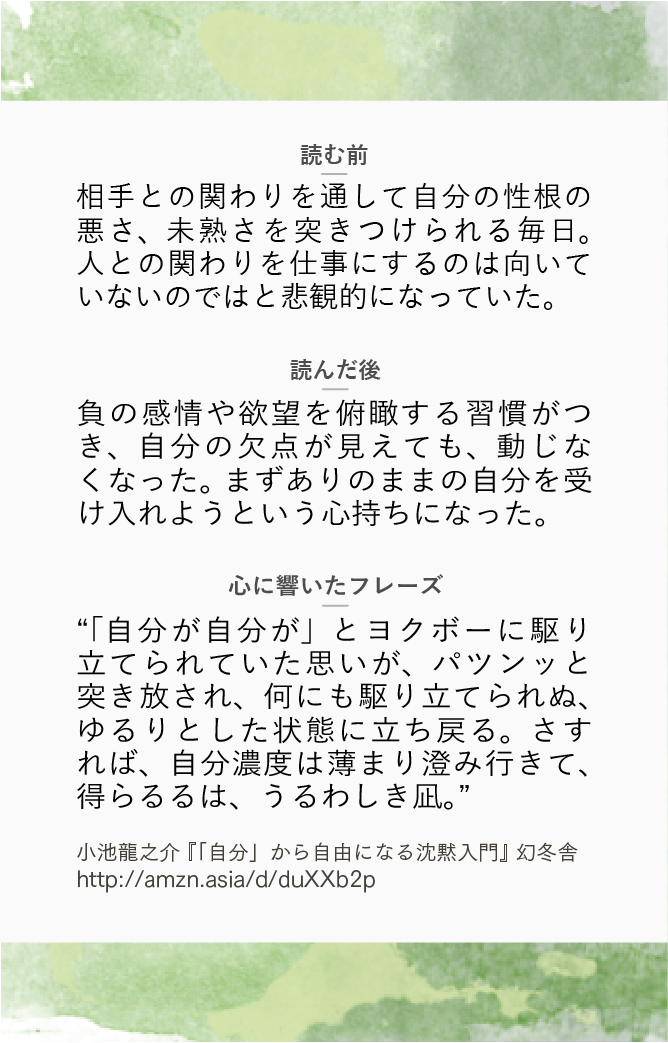 読む前
相手との関わりを通して自分の性根の
悪さ、未熟さを突きつけられる毎日。
人との関わりを仕事にするのは向いて
いないのではと悲観的になっていた。
読んだ後
負の感情や欲望を俯瞰する習慣がつ
き、自分の欠点が見えても、動じな
くなった。まずありのままの自分を受
け入れようという心持ちになった。
心に響いたフレーズ
“「自分が自分が」とヨクボーに駆り
立てられていた思いが、パツンッと
突き放され、何にも駆り立てられぬ、
ゆるりとした状態に立ち戻る。さす
れば、自分濃度は薄まり澄み行きて、
得らるるは、うるわしき凪。”
小池龍之介『「自分」から自由になる沈黙入門』幻冬舎
http://amzn.asia/d/duXXb2p